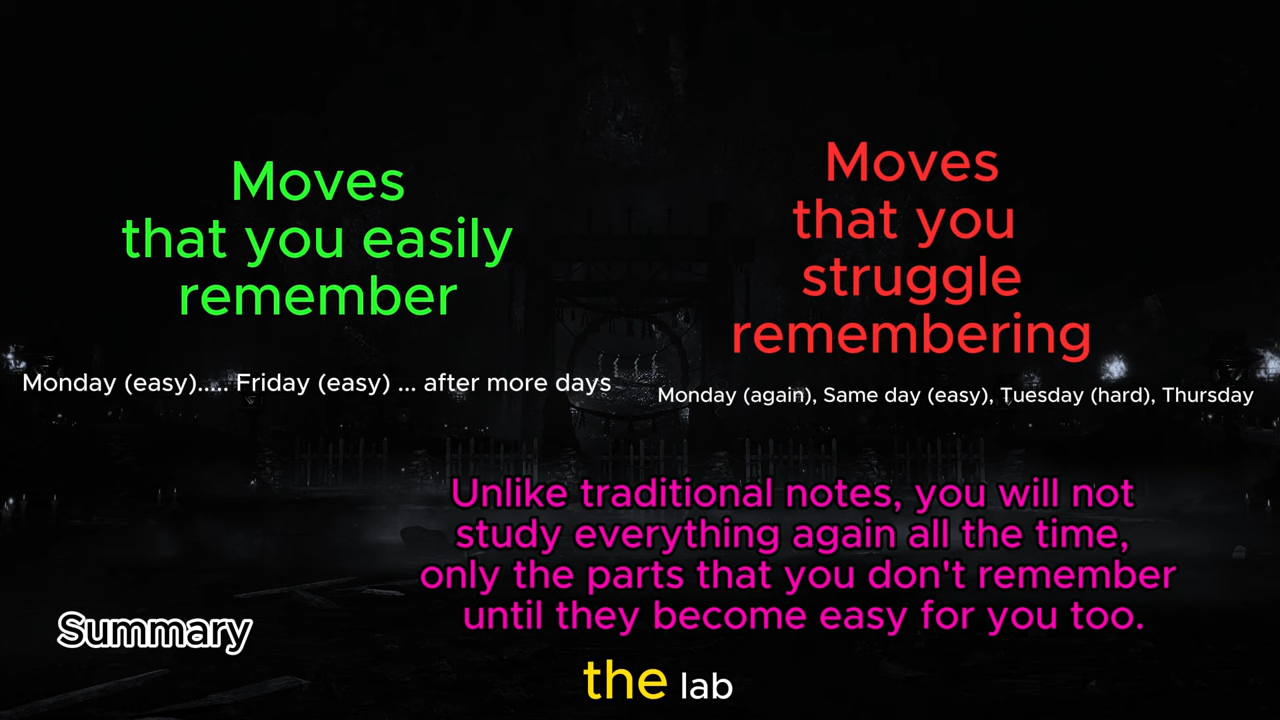 Moves
that you easily
remember
Monday (easy)..... Friday (easy) ... after more days
Moves
that you
struggle
remembering
Monday (again), Same day (easy), Tuesday (hard), Thursday
Unlike traditional notes, you will not
study everything again all the time,
only the parts that you don't remember
until they become easy for you too.
Summary
the lab